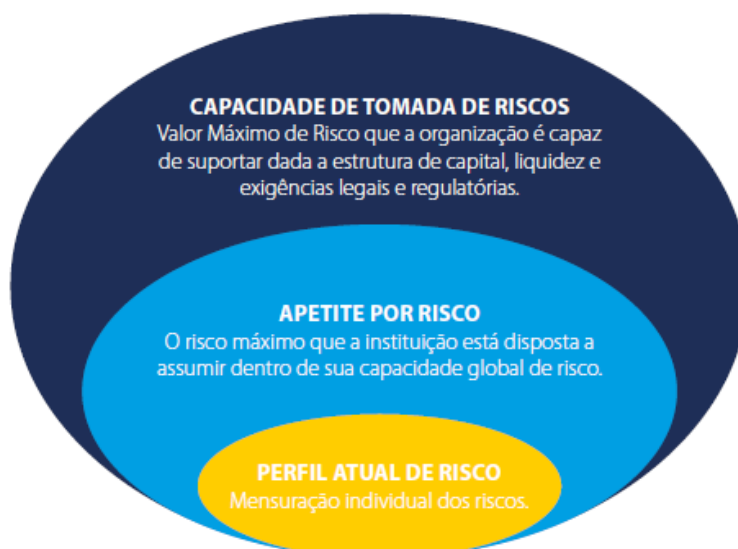 CAPACIDADE DE TOMADA DE RISCOS
Valor Máximo de Risco que a organização é capaz
de suportar dada a estrutura de capital, liquidez e
exigências legais e regulatórias.
APETITE POR RISCO
O risco máximo que a instituição está disposta a
assumir dentro de sua capacidade global de risco.
PERFIL ATUAL DE RISCO
Mensuração individual dos riscos.